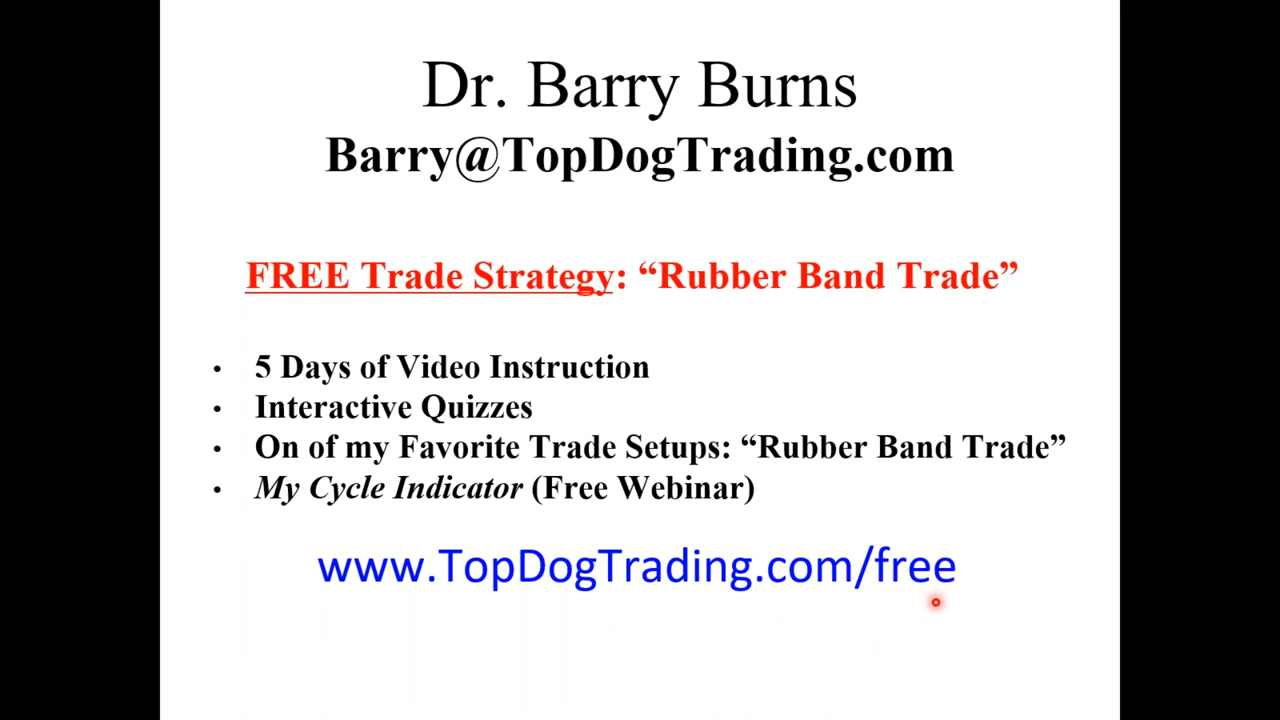 Dr. Barry Burns
Barry@TopDogTrading.com
FREE Trade Strategy: “Rubber Band Trade”
• 5 Days of Video Instruction
• Interactive Quizzes
• On of my Favorite Trade Setups: “Rubber Band Trade”
• My Cycle Indicator (Free Webinar)
www.TopDogTrading.com/free